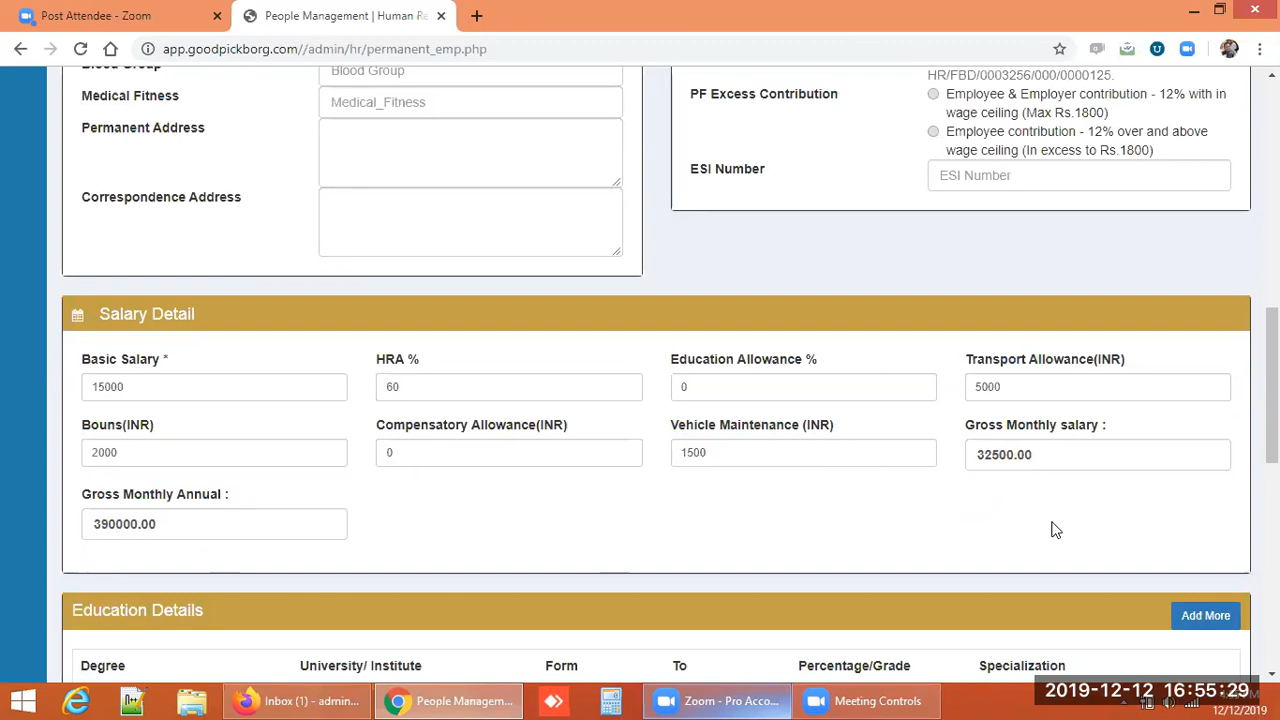 Post Attendee - Zoom
People Management | Human Re
app.goodpickborg.com//admin/hr/permanent_emp.php
Blood Group
Blood Group
HR/FBD/0003256/000/0000125.
Medical Fitness
Medical_Fitness
PF Excess Contribution
Employee & Employer contribution - 12% with in
wage ceiling (Max Rs.1800)
Permanent Address
Employee contribution - 12% over and above
wage ceiling (In excess to Rs.1800)
ESI Number
ESI Number
Correspondence Address
Salary Detail
Basic Salary *
HRA %
Education Allowance %
Transport Allowance(INR)
15000
60
0
5000
Bouns(INR)
Compensatory Allowance(INR)
Vehicle Maintenance (INR)
Gross Monthly salary :
2000
0
1500
32500.00
Gross Monthly Annual :
390000.00
Education Details
Add More
Degree
University/ Institute
Form
To
Percentage/Grade
Specialization
Inbox (1) - admin...
People Managem...
Zoom - Pro Acco...
Meeting Controls
2019-12-12 16:55:29
12/12/2019